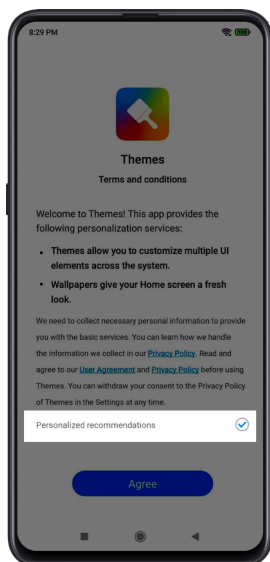 8:29 PM
100
Themes
Terms and conditions
Welcome to Themes! This app provides the
following personalization services:
• Themes allow you to customize multiple UI
elements across the system.
• Wallpapers give your Home screen a fresh
look.
We need to collect necessary personal information to provide
you with the basic services. You can learn how we handle
the information we collect in our Privacy Policy. Read and
agree to our User Agreement and Privacy Policy before using
Themes. You can withdraw your consent to the Privacy Policy
of Themes in the Settings at any time.
Personalized recommendations
Agree